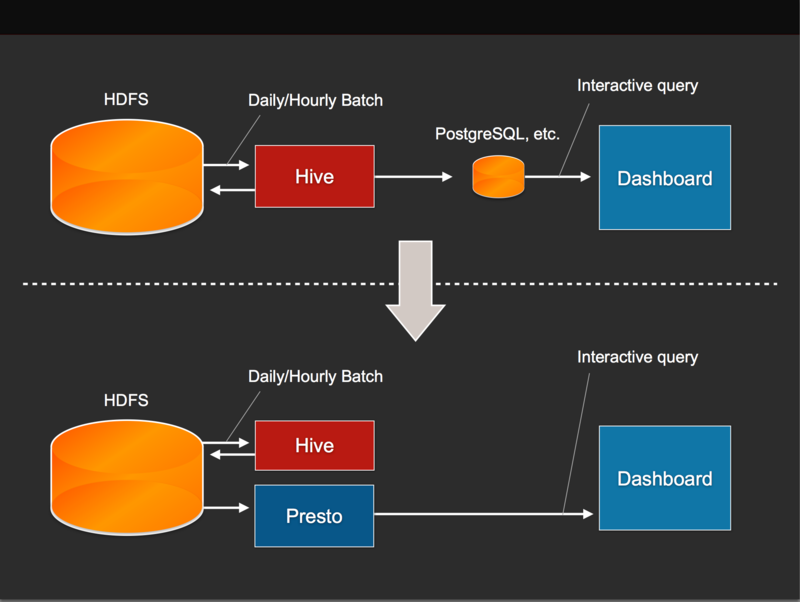 Interactive query
HDFS
Daily/Hourly Batch
PostgreSQL, etc.
Hive
Dashboard
Interactive query
Daily/Hourly Batch
HDFS
Hive
Dashboard
Presto